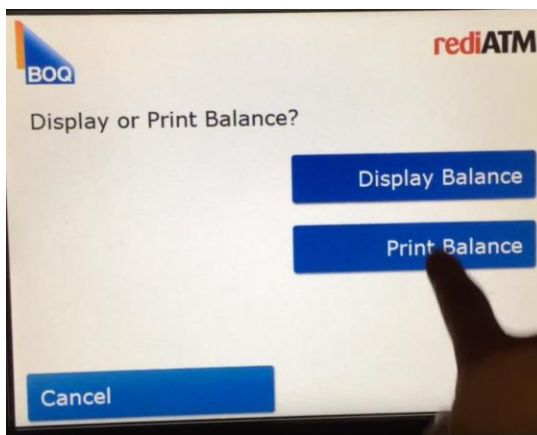 BOQ
rediATM
Display or Print Balance?
Display Balance
Print Balance
Cancel